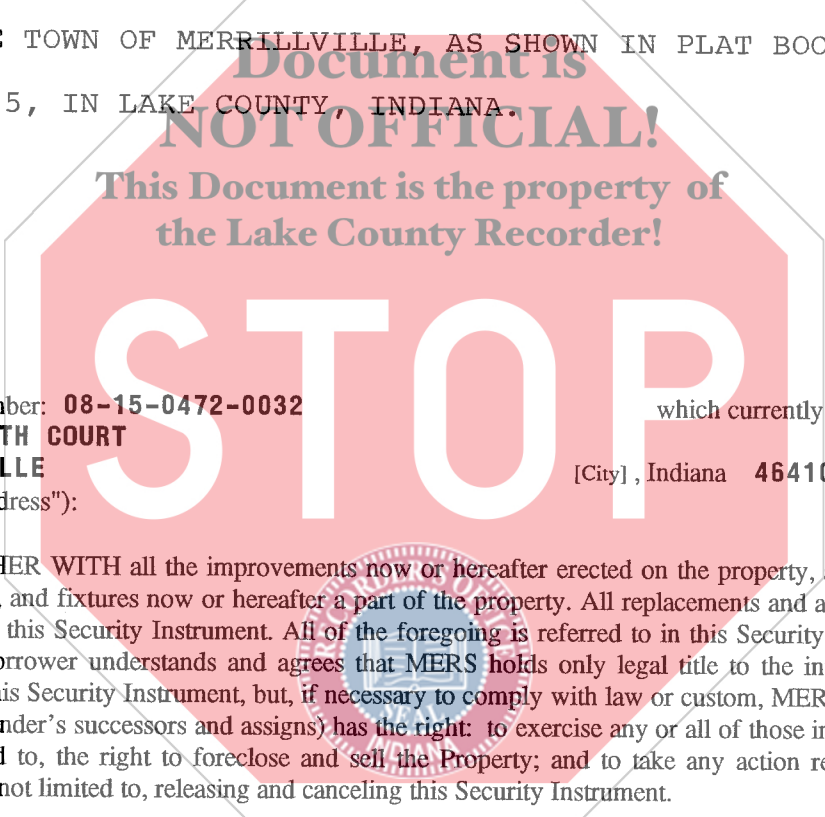 TOWN OF MERRILLVILLE, AS SHOWN IN PLAT BOO
5, IN LAKE COUNTY, INDIANA.
Document is
NOT OFFICIAL!
This Document is the property of
the Lake County Recorder!
STOP
ber: 08-15-0472-0032 which currently
TH COURT
LLE [City] , Indiana 46410
dress"):
HER WITH all the improvements now or hereafter erected on the property,
, and fixtures now or hereafter a part of the property. All replacements and a
this Security Instrument. All of the foregoing is referred to in this Security
orrower understands and agrees that MERS holds only legal title to the in
his Security Instrument, but, if necessary to comply with law or custom, MER
nder's successors and assigns) has the right: to exercise any or all of those in
d to, the right to foreclose and sell the Property; and to take any action re
not limited to, releasing and canceling this Security Instrument.
RECORDERS OFFICE
INDIANA